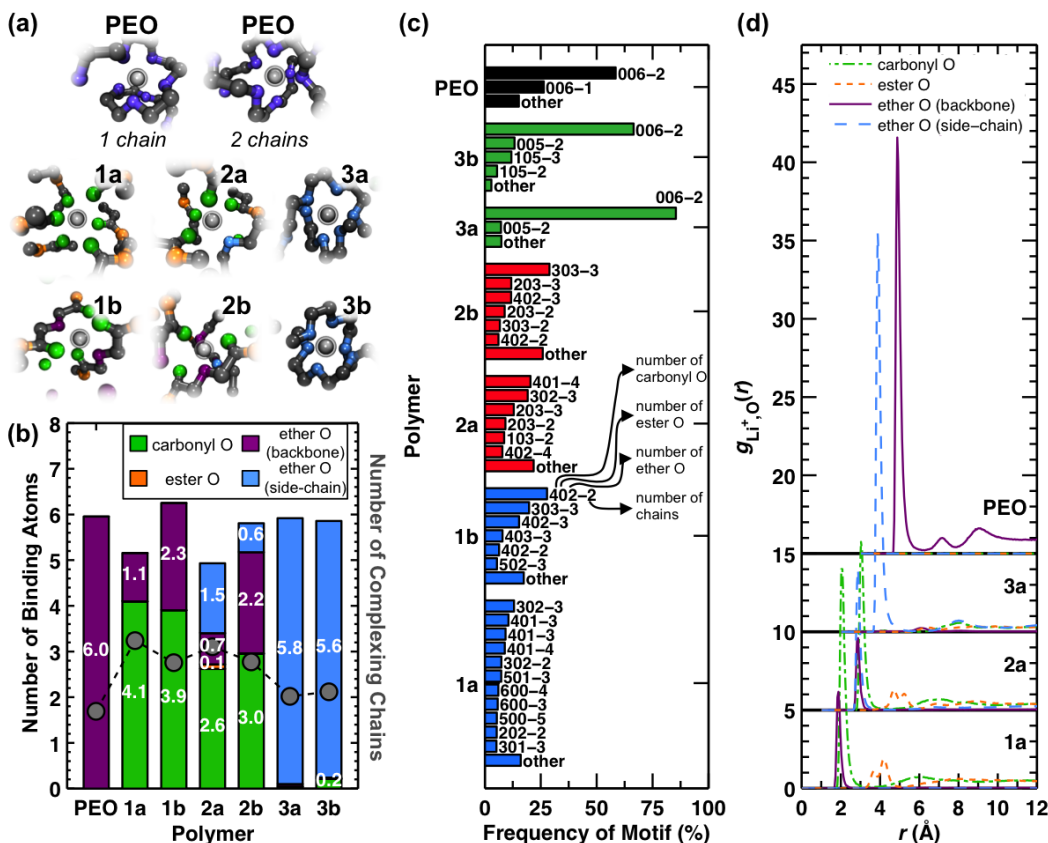 (a)
PEO
PEO
1 chain
2 chains
1a
2a
3a
1b
2b
3b
(b)
8
7
6
5
4
3
2
1
0
Number of Binding Atoms
carbonyl O
ester O
ether O
(backbone)
ether O
(side-chain)
6.0
1.1
4.1
2.3
3.9
1.5
0.7
0.1
2.6
0.6
2.2
3.0
5.8
5.6
0.2
PEO
1a
1b
2a
2b
3a
3b
Polymer
Number of Complexing Chains
(c)
Polymer
PEO
006-2
006-1
other
3b
006-2
005-2
105-3
105-2
other
3a
006-2
005-2
other
2b
303-3
203-3
402-3
203-2
303-2
402-2
other
2a
401-4
302-3
203-3
203-2
103-2
402-4
other
1b
402-2
303-3
402-3
403-3
402-2
502-3
other
1a
302-3
401-3
401-3
401-4
302-2
501-3
600-4
600-3
500-5
202-2
301-3
other
number of
carbonyl O
number of
ester O
number of
ether O
number of
chains
0
25
50
75
100
Frequency of Motif (%)
(d)
carbonyl O
ester O
ether O (backbone)
ether O (side-chain)
45
40
35
30
25
20
15
10
5
0
gLi+,O(r)
PEO
3a
2a
1a
0
2
4
6
8
10
12
r (Å)